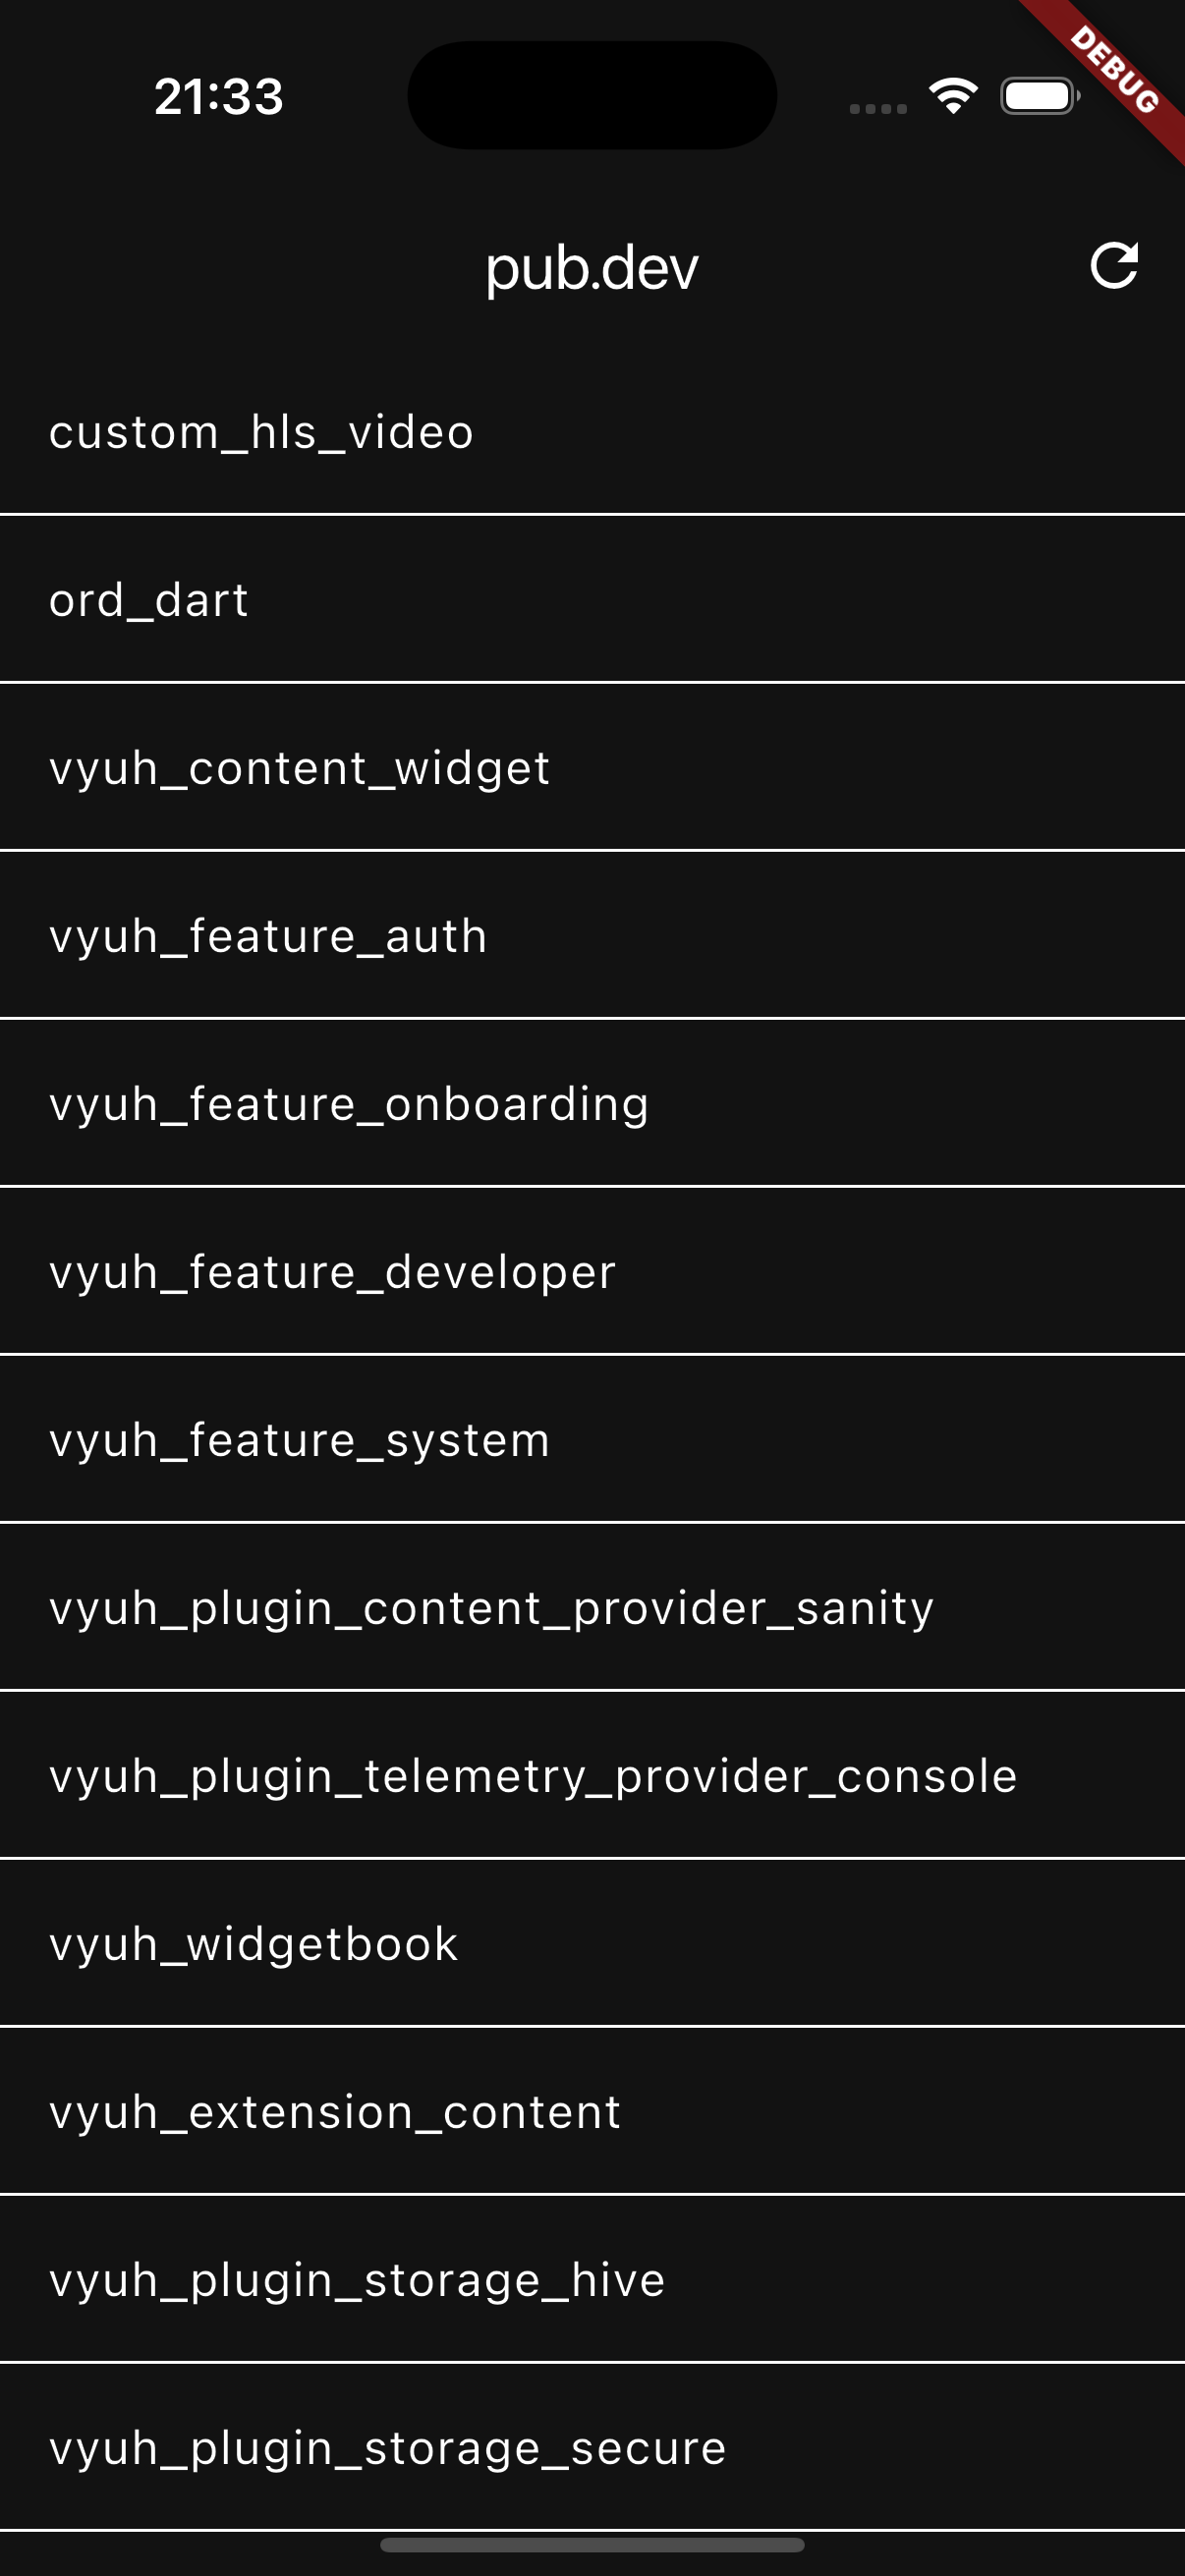 21:33
DEBUG
pub.dev
custom_hls_video
ord_dart
vyuh_content_widget
vyuh_feature_auth
vyuh_feature_onboarding
vyuh_feature_developer
vyuh_feature_system
vyuh_plugin_content_provider_sanity
vyuh_plugin_telemetry_provider_console
vyuh_widgetbook
vyuh_extension_content
vyuh_plugin_storage_hive
vyuh_plugin_storage_secure